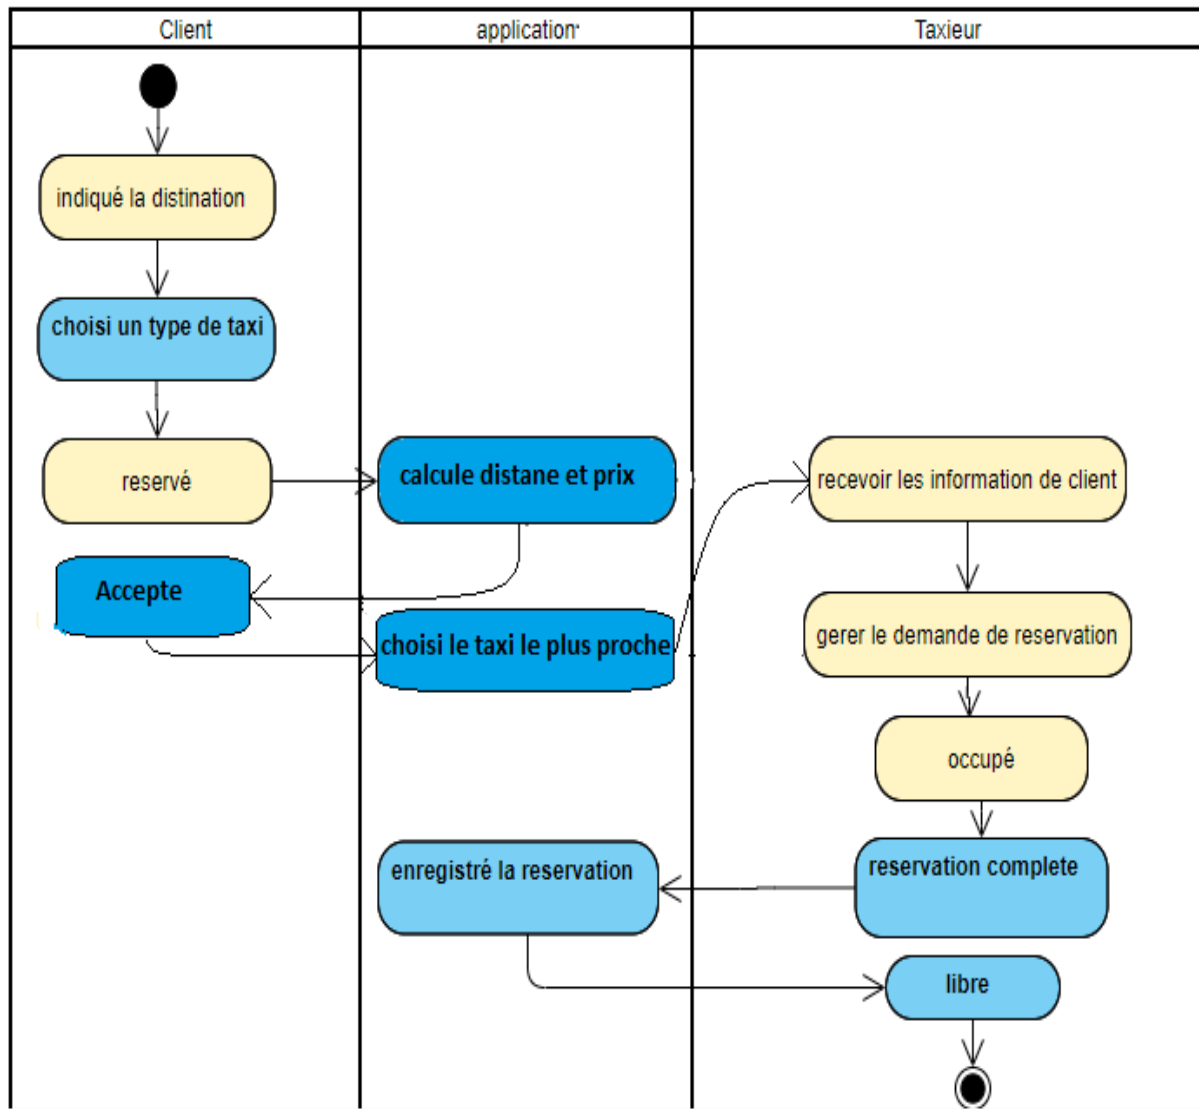 Client
application
Taxieur
indiqué la distination
choisi un type de taxi
reservé
calcule distane et prix
recevoir les information de client
Accepte
choisi le taxi le plus proche
gerer le demande de reservation
occupé
enregistré la reservation
reservation complete
libre